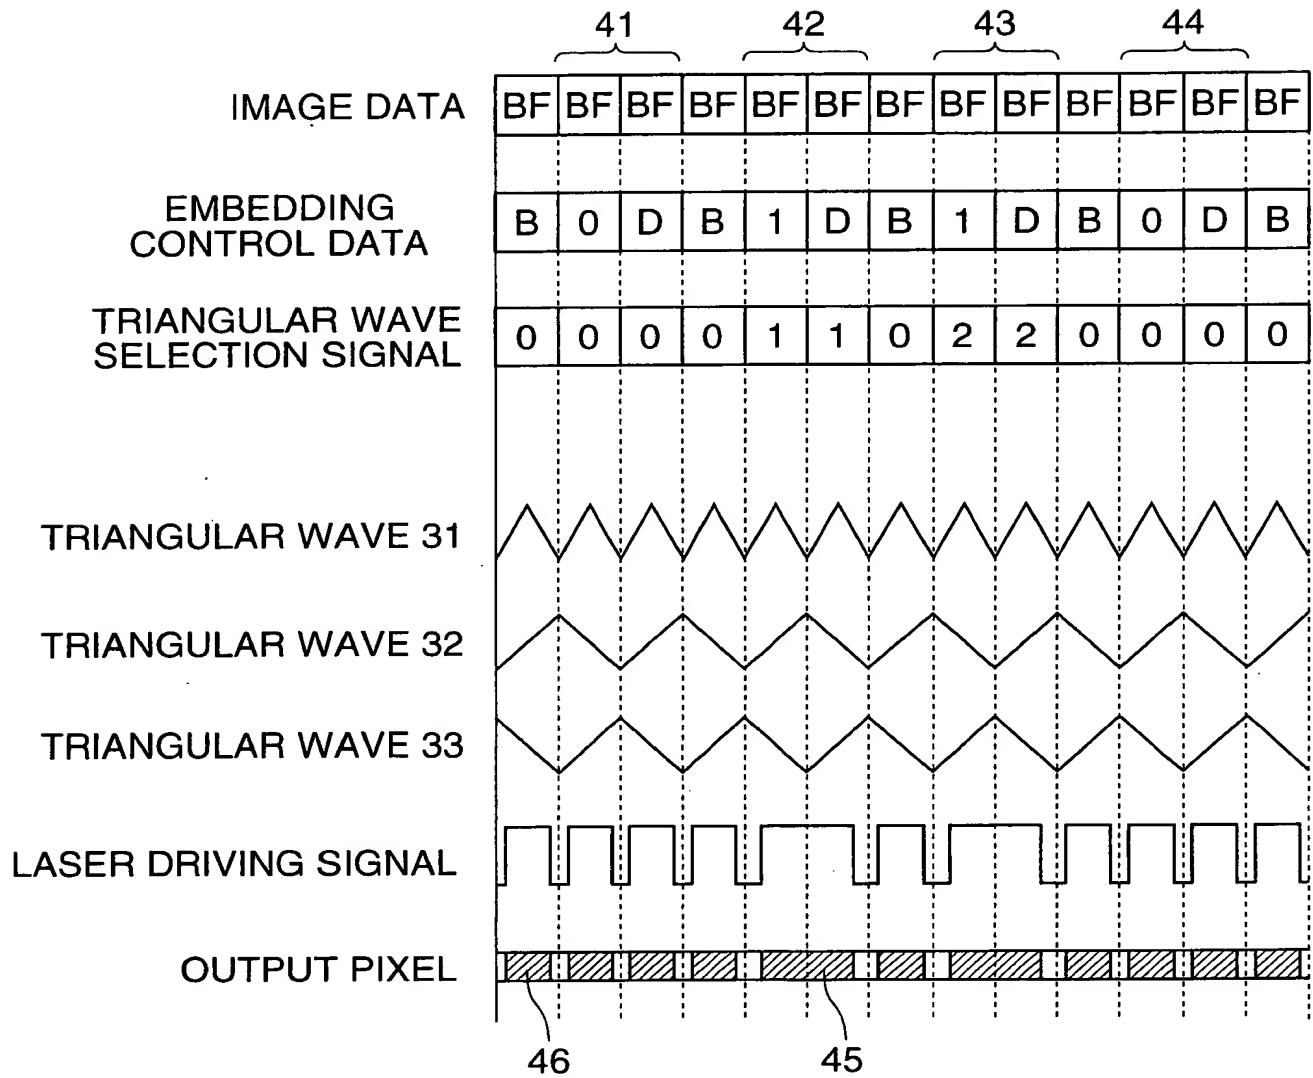 41 42 43 44
IMAGE DATA BF BF BF BF BF BF BF BF BF BF BF BF BF
EMBEDDING
CONTROL DATA B 0 D B 1 D B 1 D B 0 D B
TRIANGULAR WAVE
SELECTION SIGNAL 0 0 0 0 1 1 0 2 2 0 0 0 0
TRIANGULAR WAVE 31
TRIANGULAR WAVE 32
TRIANGULAR WAVE 33
LASER DRIVING SIGNAL
OUTPUT PIXEL
46 45